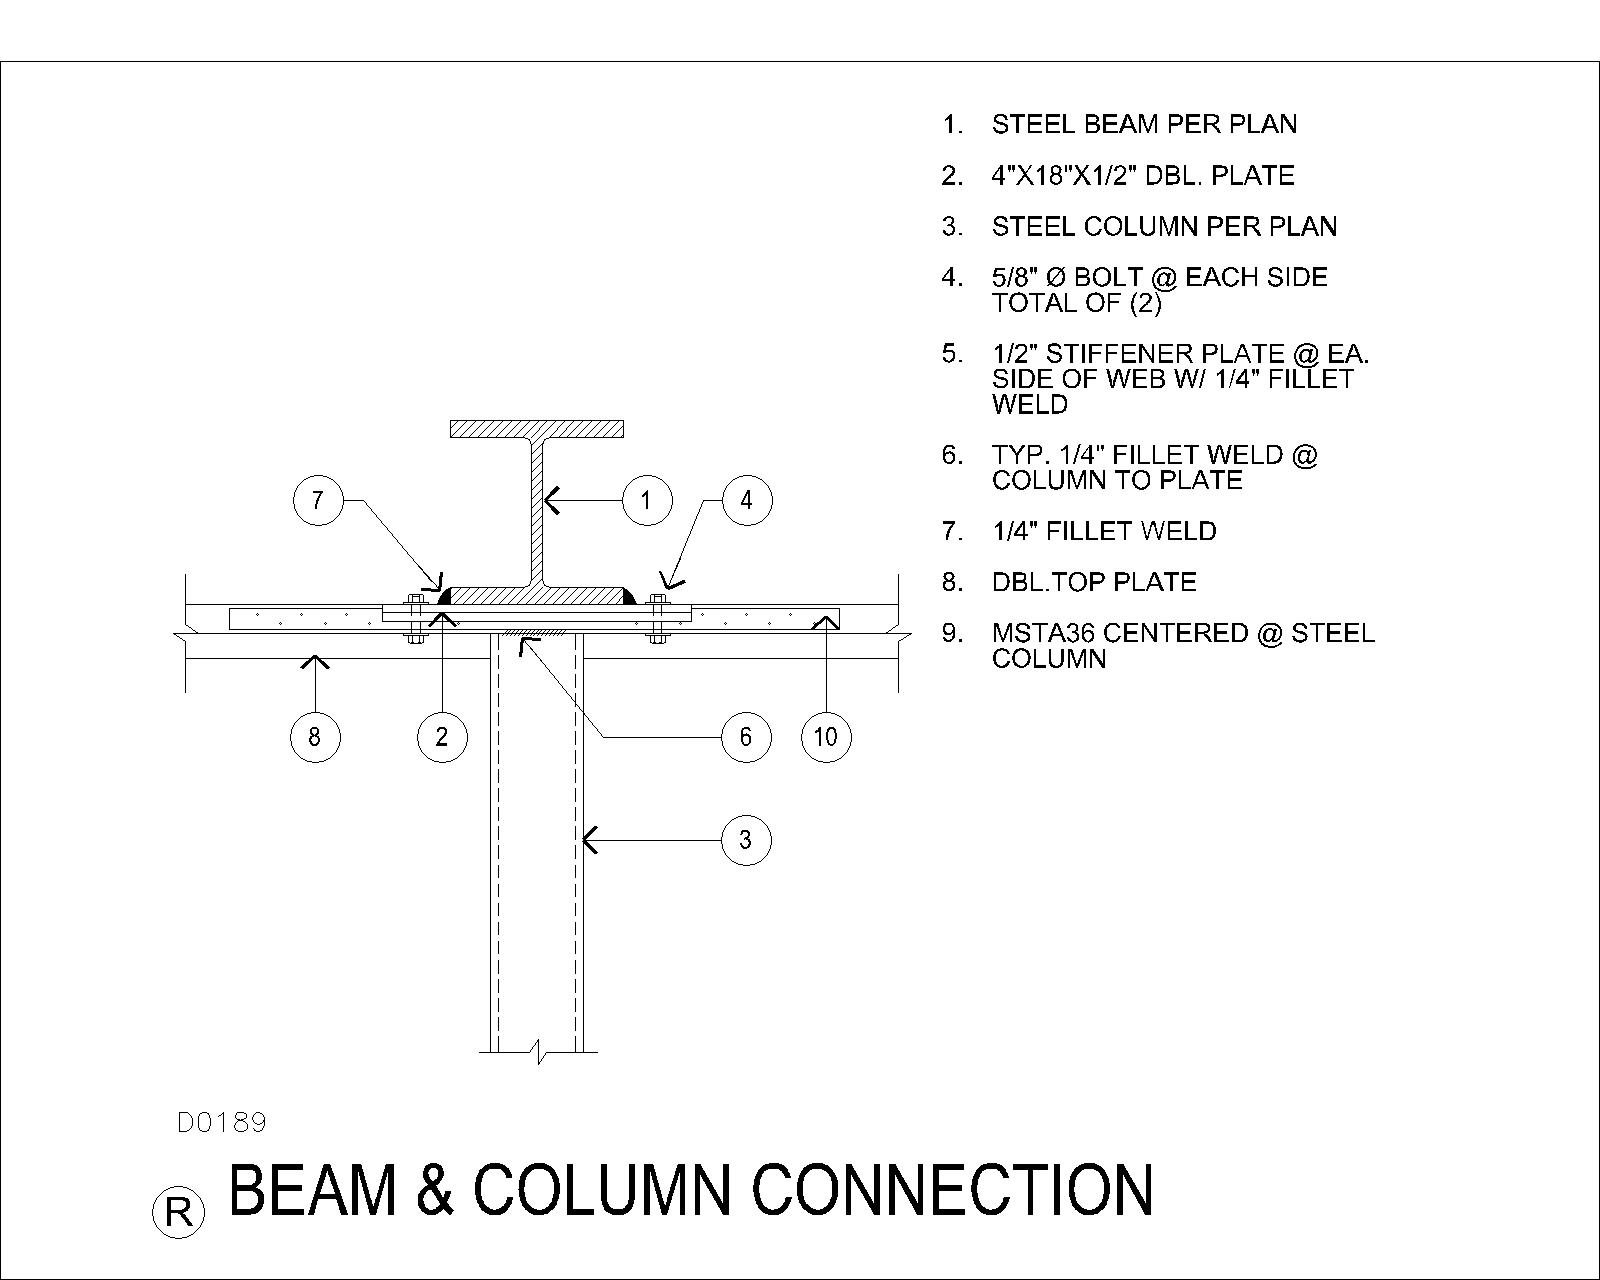 1. STEEL BEAM PER PLAN
2. 4"X18"X1/2" DBL. PLATE
3. STEEL COLUMN PER PLAN
4. 5/8" Ø BOLT @ EACH SIDE
TOTAL OF (2)
5. 1/2" STIFFENER PLATE @ EA.
SIDE OF WEB W/ 1/4" FILLET
WELD
6. TYP. 1/4" FILLET WELD @
COLUMN TO PLATE
7. 1/4" FILLET WELD
8. DBL.TOP PLATE
9. MSTA36 CENTERED @ STEEL
COLUMN
7
1
4
8
2
6
10
3
D0189
R
BEAM & COLUMN CONNECTION